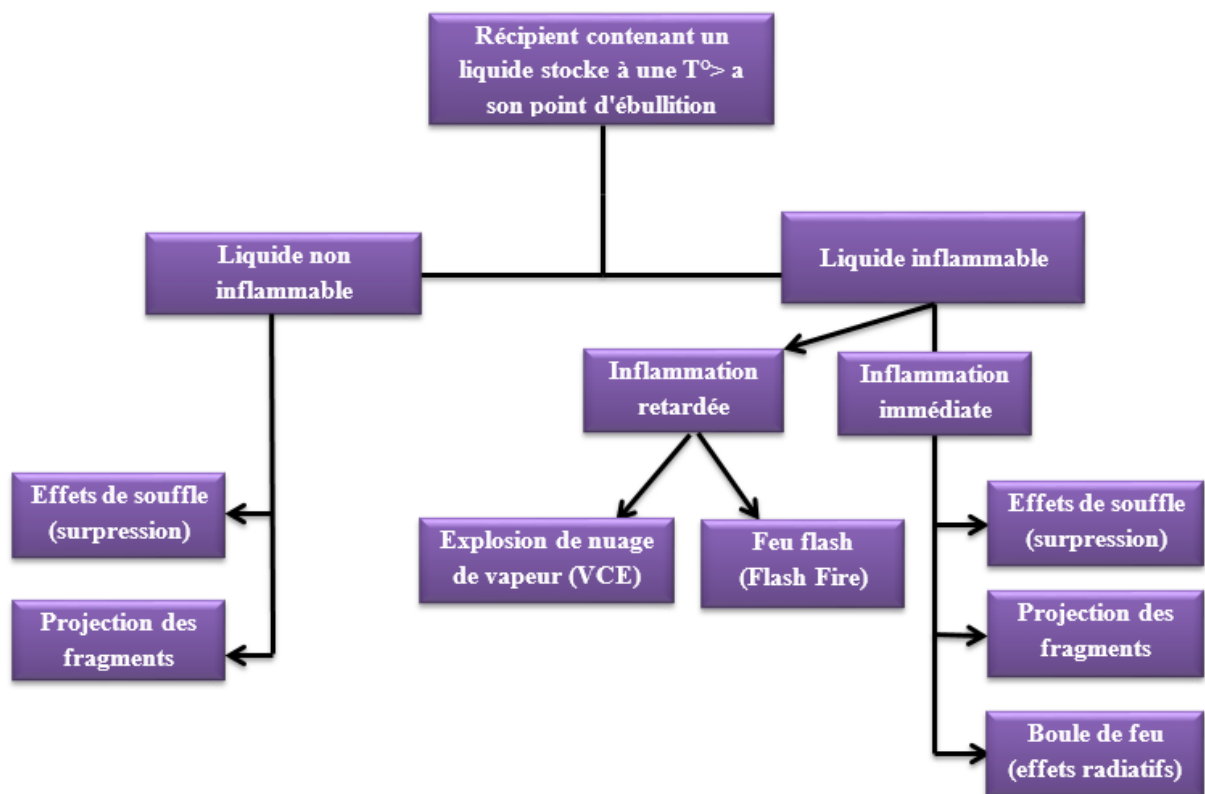 Récipient contenant un
liquide stocke à une T°> a
son point d'ébullition
Liquide non
inflammable
Liquide inflammable
Inflammation
retardée
Inflammation
immédiate
Effets de souffle
(surpression)
Projection des
fragments
Explosion de nuage
de vapeur (VCE)
Feu flash
(Flash Fire)
Effets de souffle
(surpression)
Projection des
fragments
Boule de feu
(effets radiatifs)